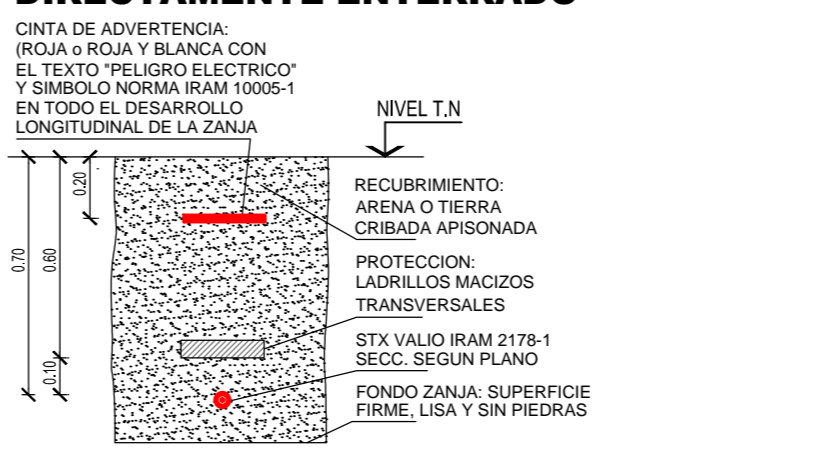 DIRECTAMENTE ENTERRADO
CINTA DE ADVERTENCIA:
(ROJA o ROJA Y BLANCA CON
EL TEXTO "PELIGRO ELECTRICO"
Y SIMBOLO NORMA IRAM 10005-1
EN TODO EL DESARROLLO
LONGITUDINAL DE LA ZANJA
NIVEL T.N
0.20
0.70
0.60
0.10
RECUBRIMIENTO:
ARENA O TIERRA
CRIBADA APISONADA
PROTECCION:
LADRILLOS MACIZOS
TRANSVERSALES
STX VALIO IRAM 2178-1
SECC. SEGUN PLANO
FONDO ZANJA: SUPERFICIE
FIRME, LISA Y SIN PIEDRAS